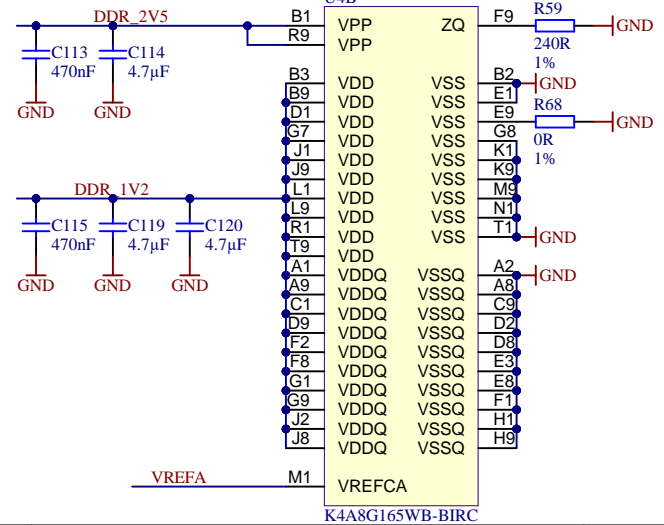 U4B
DDR_2V5
B1 VPP ZQ F9 R59 GND
R9 VPP 240R
1%
C113 C114
470nF 4.7µF
GND GND
B3 VDD VSS B2 GND
B9 VDD VSS E1
D1 VDD VSS E9 R68 GND
0R
1%
G7 VDD VSS G8
J1 VDD VSS K1
J9 VDD VSS K9
DDR_1V2
L1 VDD VSS M9
L9 VDD VSS N1
R1 VDD VSS T1 GND
T9 VDD
C115 C119 C120
470nF 4.7µF 4.7µF
GND GND GND
A1 VDDQ VSSQ A2 GND
A9 VDDQ VSSQ A8
C1 VDDQ VSSQ C9
D9 VDDQ VSSQ D2
F2 VDDQ VSSQ D8
F8 VDDQ VSSQ E3
G1 VDDQ VSSQ E8
G9 VDDQ VSSQ F1
J2 VDDQ VSSQ H1
J8 VDDQ VSSQ H9
VREFA M1 VREFCA
K4A8G165WB-BIRC